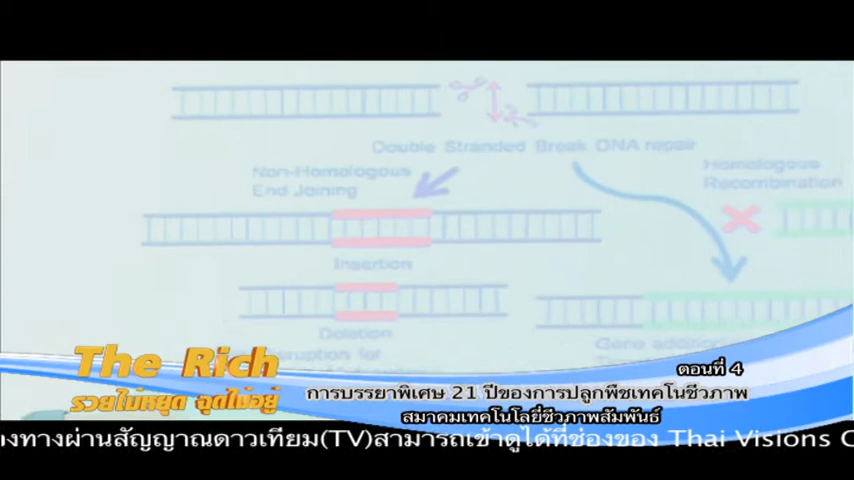 Double Stranded Break DNA repair
Non-Homologous
End Joining
Homologous
Recombination
Insertion
Deletion
Gene addition
The Rich
รวยไม่หยุด ฉุดไม่อยู่
ตอนที่ 4
การบรรยาพิเศษ 21 ปีของการปลูกพืชเทคโนชีวภาพ
สมาคมเทคโนโลยี่ชีวภาพสัมพันธ์
องทางผ่านสัญญาณดาวเทียม(TV)สามารถเข้าดูได้ที่ช่องของ Thai Visions